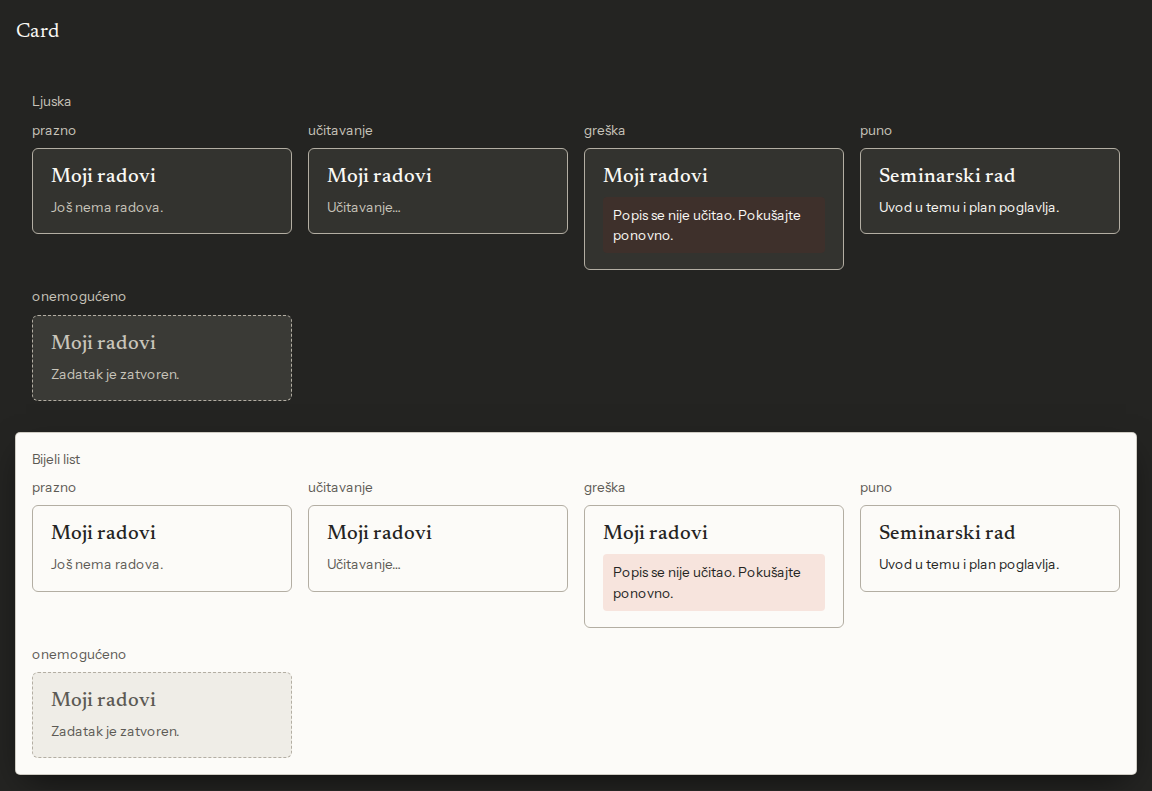 Card
Ljuska
prazno
učitavanje
greška
puno
Moji radovi
Još nema radova.
Moji radovi
Učitavanje…
Moji radovi
Popis se nije učitao. Pokušajte
ponovno.
Seminarski rad
Uvod u temu i plan poglavlja.
onemogućeno
Moji radovi
Zadatak je zatvoren.
Bijeli list
prazno
učitavanje
greška
puno
Moji radovi
Još nema radova.
Moji radovi
Učitavanje…
Moji radovi
Popis se nije učitao. Pokušajte
ponovno.
Seminarski rad
Uvod u temu i plan poglavlja.
onemogućeno
Moji radovi
Zadatak je zatvoren.